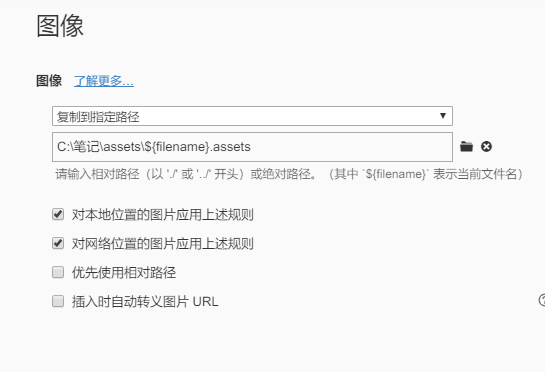 图像
图像 了解更多...
复制到指定路径
C:\笔记\assets\${filename}.assets
请输入相对路径（以 './' 或 '../' 开头）或绝对路径。（其中 `${filename}` 表示当前文件名）
对本地位置的图片应用上述规则
对网络位置的图片应用上述规则
优先使用相对路径
插入时自动转义图片 URL